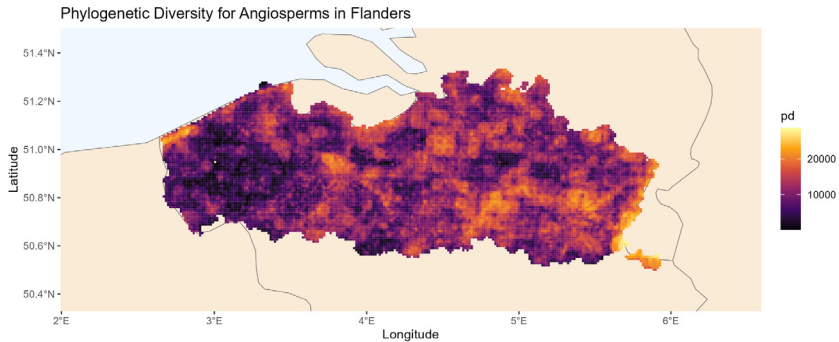 Phylogenetic Diversity for Angiosperms in Flanders
51.4°N
51.2°N
51.0°N
50.8°N
50.6°N
50.4°N
Latitude
2°E
3°E
4°E
5°E
6°E
Longitude
pd
20000
10000